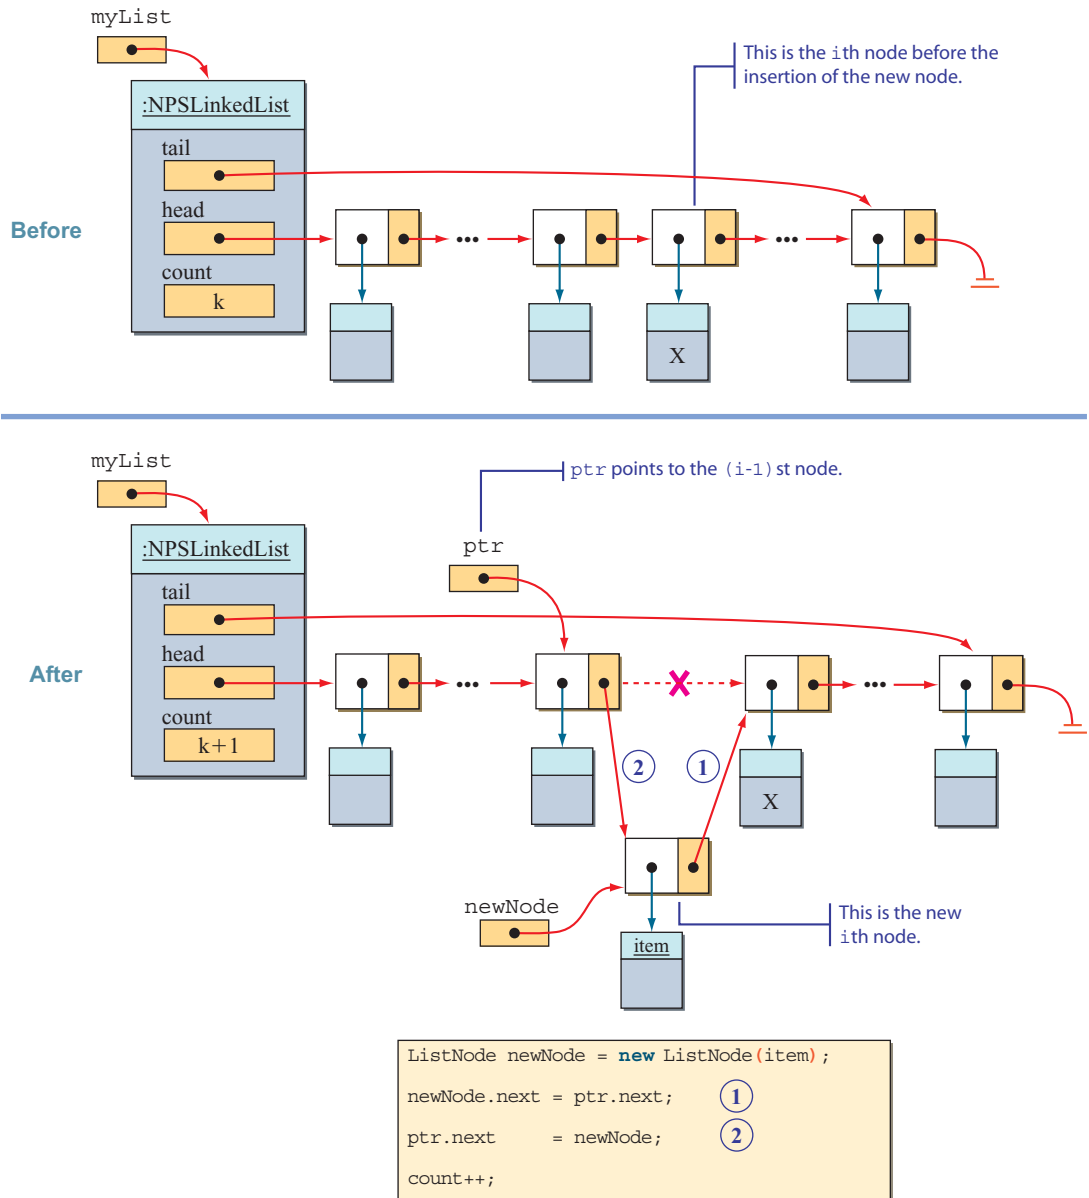 myList
This is the ith node before the
insertion of the new node.
:NPSLinkedList
tail
head
Before
count
k
X
myList
ptr points to the (i-1)st node.
:NPSLinkedList
ptr
tail
head
After
count
k+1
2
1
X
newNode
This is the new
ith node.
item
ListNode newNode = new ListNode(item);
newNode.next = ptr.next; 1
ptr.next = newNode; 2
count++;